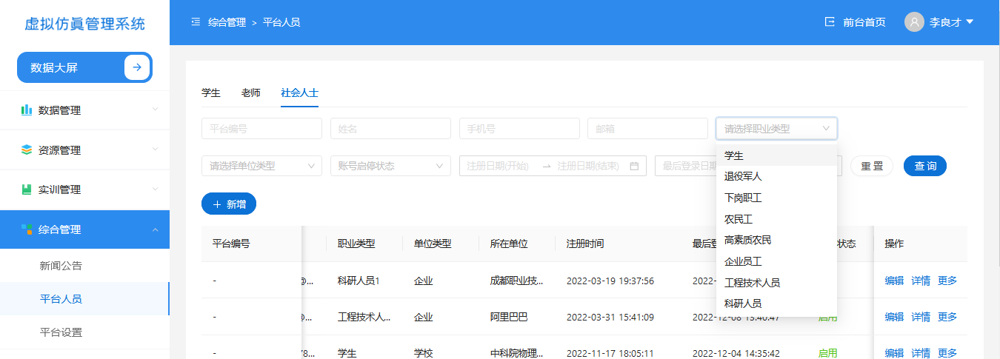 虚拟仿真管理系统
综合管理 > 平台人员
前台首页
李良才
数据大屏
数据管理
资源管理
实训管理
综合管理
新闻公告
平台人员
平台设置
学生 老师 社会人士
平台编号 姓名 手机号 邮箱 请选择职业类型
请选择单位类型 账号启停状态 注册日期(开始) 注册日期(结束) 最后登录日期 重置 查询
学生
退役军人
下岗职工
农民工
高素质农民
企业员工
工程技术人员
科研人员
+ 新增
平台编号 职业类型 单位类型 所在单位 注册时间 最后登 状态 操作
- @... 科研人员1 企业 成都职业技... 2022-03-19 19:37:56 2022- 编辑 详情 更多
- @... 工程技术人... 企业 阿里巴巴 2022-03-31 15:41:09 2022-12-08 13:40:47 启用 编辑 详情 更多
- 78... 学生 学校 中科院物理... 2022-11-17 18:05:11 2022-12-04 14:35:42 启用 编辑 详情 更多